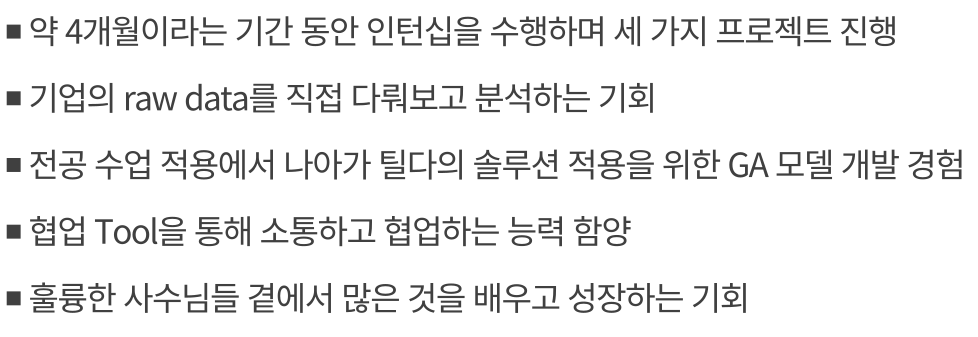 ▪ 약 4개월이라는 기간 동안 인턴십을 수행하며 세 가지 프로젝트 진행
▪ 기업의 raw data를 직접 다뤄보고 분석하는 기회
▪ 전공 수업 적용에서 나아가 틸다의 솔루션 적용을 위한 GA 모델 개발 경험
▪ 협업 Tool을 통해 소통하고 협업하는 능력 함양
▪ 훌륭한 사수님들 곁에서 많은 것을 배우고 성장하는 기회